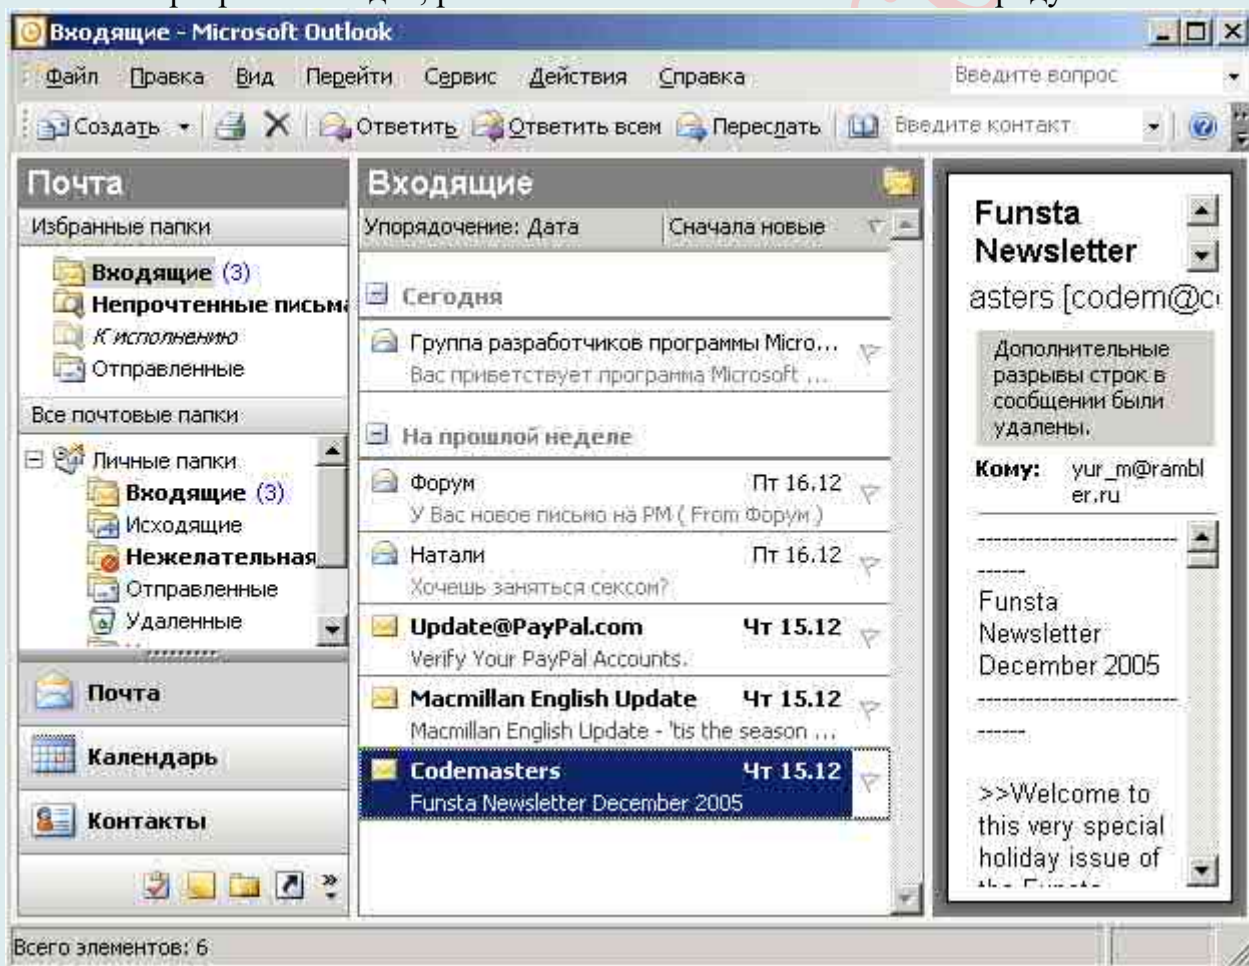 Входящие - Microsoft Outlook
Файл Правка Вид Перейти Сервис Действия Справка Введите вопрос
Создать Ответить Ответить всем Переслать Введите контакт
Почта
Избранные папки
Входящие (3)
Непрочтенные письма
К исполнению
Отправленные
Все почтовые папки
Личные папки
Входящие (3)
Исходящие
Нежелательная
Отправленные
Удаленные
Почта
Календарь
Контакты
Входящие
Упорядочение: Дата Сначала новые
Сегодня
Группа разработчиков программы Micro...
Вас приветствует программа Microsoft ...
На прошлой неделе
Форум Пт 16.12
У Вас новое письмо на PM ( From Форум )
Натали Пт 16.12
Хочешь заняться сексом?
Update@PayPal.com Чт 15.12
Verify Your PayPal Accounts.
Macmillan English Update Чт 15.12
Macmillan English Update - 'tis the season ...
Codemasters Чт 15.12
Funsta Newsletter December 2005
Funsta
Newsletter
asters [codem@c
Дополнительные
разрывы строк в
сообщении были
удалены.
Кому: yur_m@rambl
er.ru
------------------------
------
Funsta
Newsletter
December 2005
------------------------
------
>>Welcome to
this very special
holiday issue of
the Funsta
Всего элементов: 6